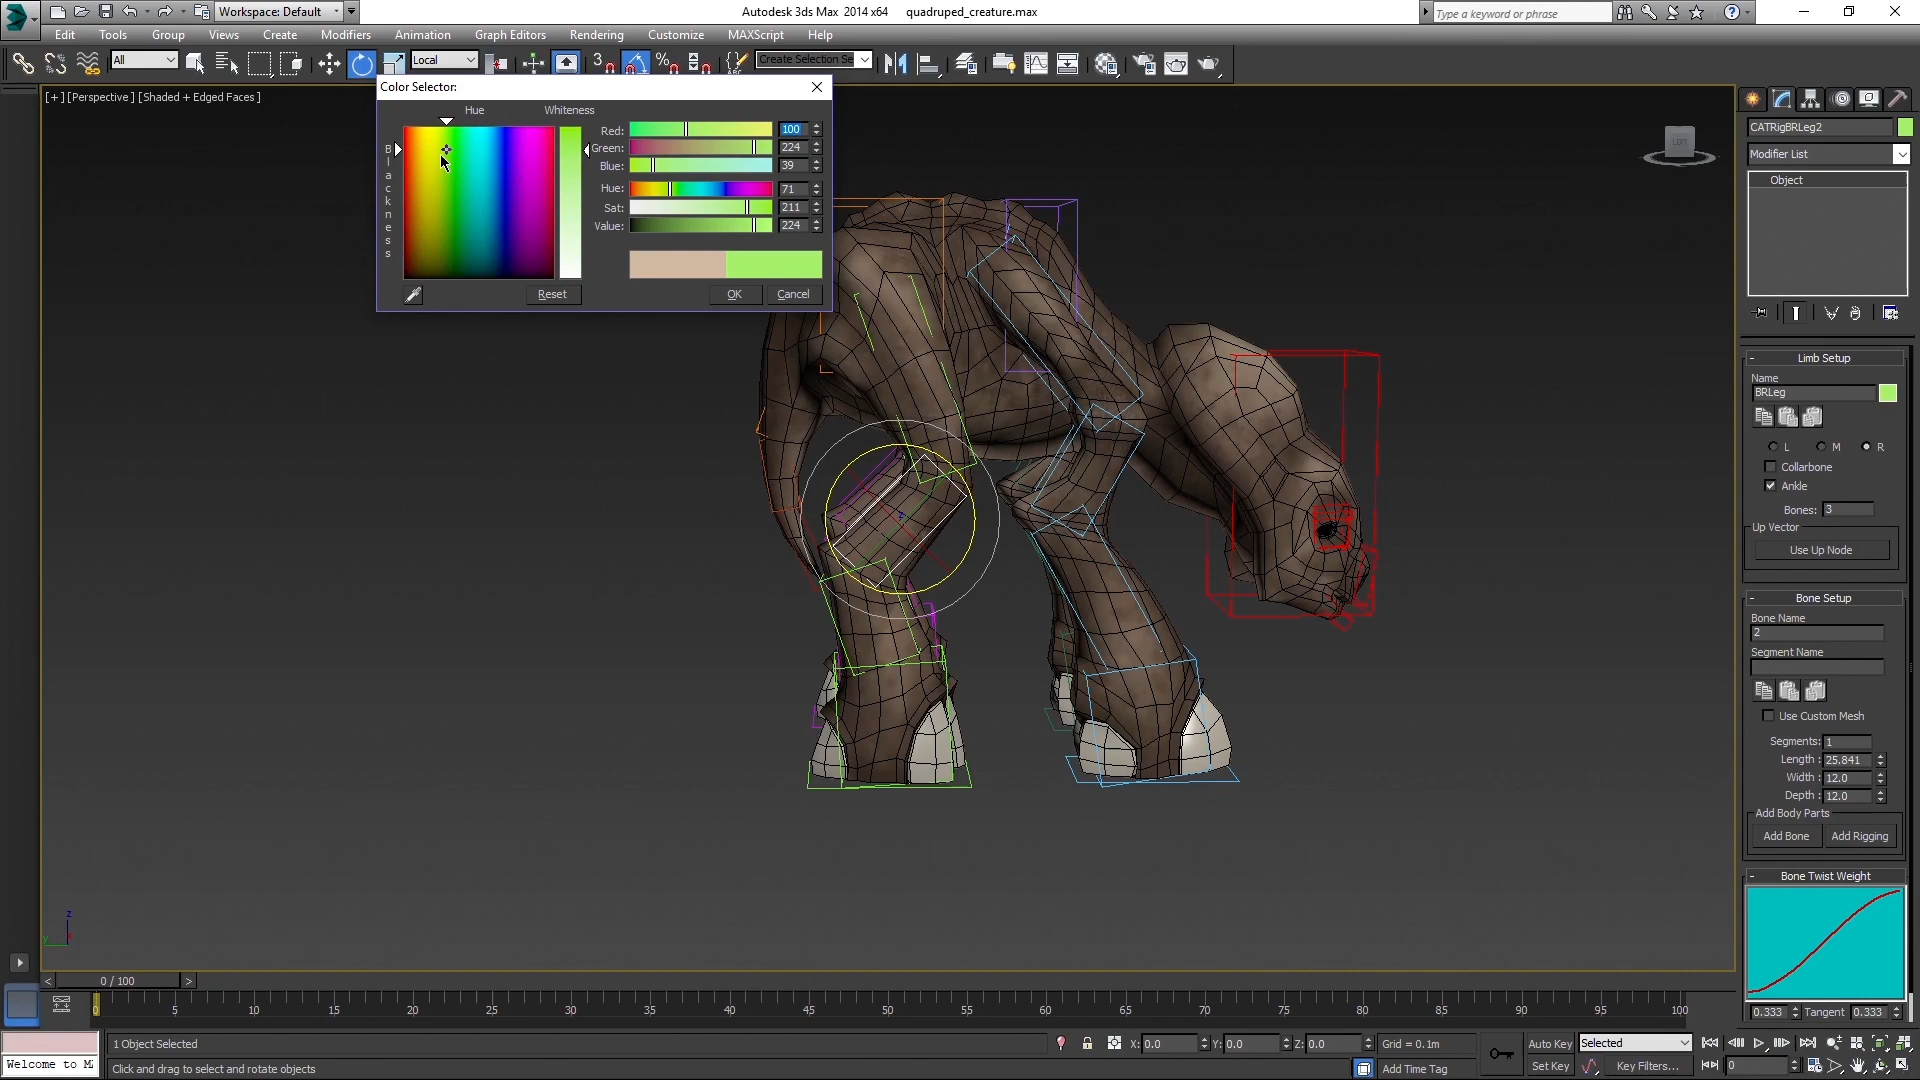 Workspace: Default
Autodesk 3ds Max 2014 x64 quadruped_creature.max
Type a keyword or phrase
Edit Tools Group Views Create Modifiers Animation Graph Editors Rendering Customize MAXScript Help
All
Local
3
Create Selection Se
[+] [Perspective] [Shaded + Edged Faces]
Color Selector:
Hue Whiteness
Blackness
Red: 100
Green: 224
Blue: 39
Hue: 71
Sat: 211
Value: 224
Reset OK Cancel
LEFT
CATRigBRLeg2
Modifier List
Object
- Limb Setup
Name
BRLeg
L M R
Collarbone
Ankle
Bones: 3
Up Vector
Use Up Node
- Bone Setup
Bone Name
2
Segment Name
Use Custom Mesh
Segments: 1
Length : 25.841
Width : 12.0
Depth : 12.0
Add Body Parts
Add Bone Add Rigging
- Bone Twist Weight
0.333 Tangent 0.333
z
y x
z
< 0 / 100 >
0 5 10 15 20 25 30 35 40 45 50 55 60 65 70 75 80 85 90 95 100
1 Object Selected
X: 0.0 Y: 0.0 Z: 0.0 Grid = 0.1m
Auto Key Selected
Welcome to M
Click and drag to select and rotate objects
Add Time Tag
Set Key Key Filters... 0